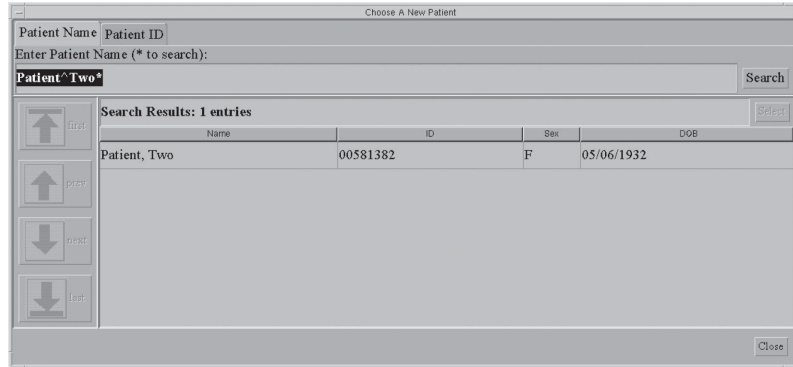 Choose A New Patient
Patient Name Patient ID
Enter Patient Name (* to search):
Patient^Two* Search
first Search Results: 1 entries Select
Name ID Sex DOB
Patient, Two 00581382 F 05/06/1932
prev
next
last
Close